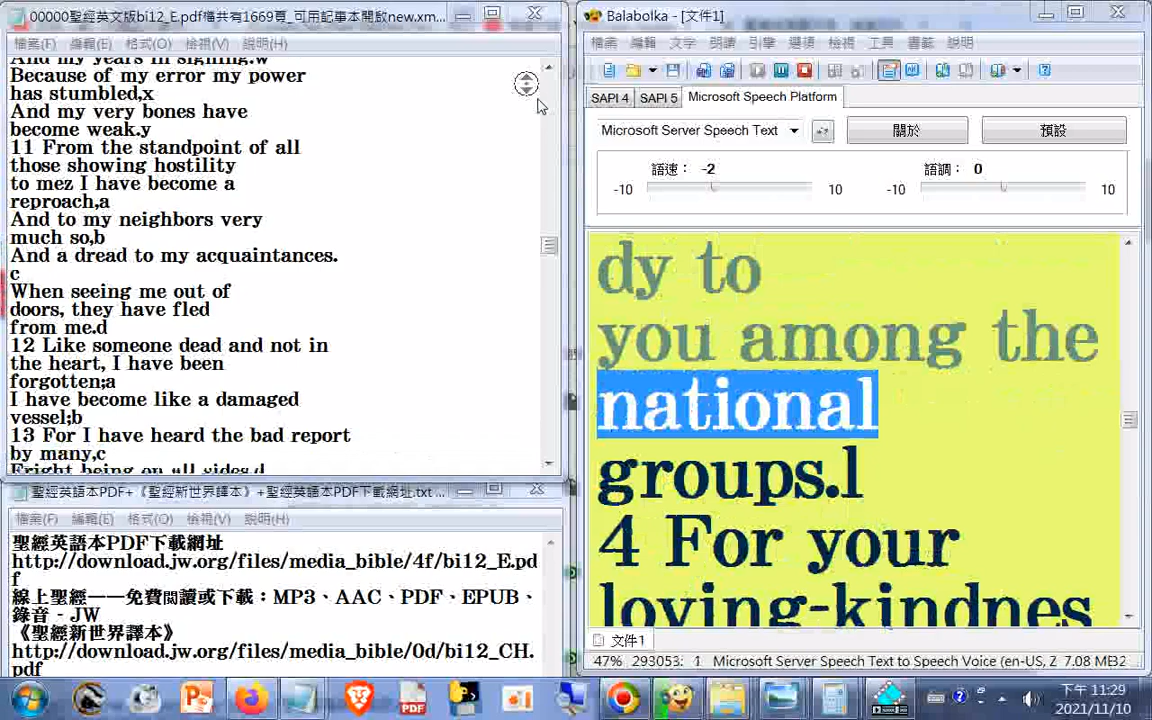 00000聖經英文版bi12_E.pdf檔共有1669頁_可用記事本開啟new.xm...
檔案(F) 編輯(E) 格式(O) 檢視(V) 說明(H)
And my years in sighing.w
Because of my error my power
has stumbled,x
And my very bones have
become weak.y
11 From the standpoint of all
those showing hostility
to mez I have become a
reproach,a
And to my neighbors very
much so,b
And a dread to my acquaintances.
c
When seeing me out of
doors, they have fled
from me.d
12 Like someone dead and not in
the heart, I have been
forgotten;a
I have become like a damaged
vessel;b
13 For I have heard the bad report
by many,c
Fright being on all sides.d
聖經英語本PDF+《聖經新世界譯本》+聖經英語本PDF下載網址.txt ...
檔案(F) 編輯(E) 格式(O) 檢視(V) 說明(H)
聖經英語本PDF下載網址
http://download.jw.org/files/media_bible/4f/bi12_E.pd
f
線上聖經——免費閱讀或下載：MP3、AAC、PDF、EPUB、
錄音 - JW
《聖經新世界譯本》
http://download.jw.org/files/media_bible/0d/bi12_CH.
pdf
Balabolka - [文件1]
檔案 編輯 文字 朗讀 引擎 選項 檢視 工具 書籤 說明
SAPI 4 SAPI 5 Microsoft Speech Platform
Microsoft Server Speech Text 關於 預設
語速： -2 語調： 0
-10 10 -10 10
dy to
you among the
national
groups.l
4 For your
loving-kindnes
文件1
47% 293053: 1 Microsoft Server Speech Text to Speech Voice (en-US, Z 7.08 MB2
下午 11:29
2021/11/10